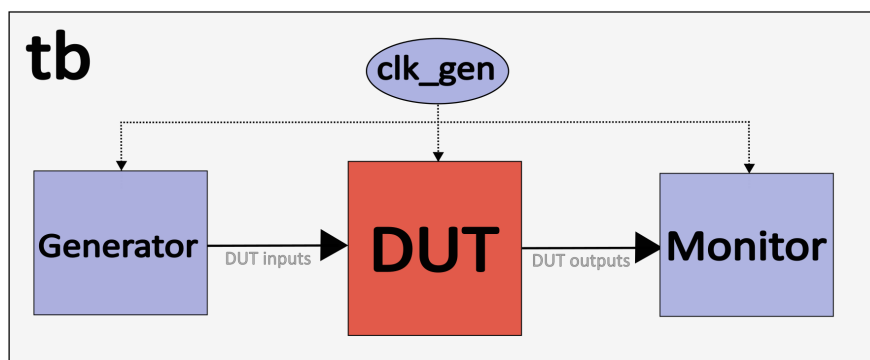 tb
clk_gen
Generator
DUT inputs
DUT
DUT outputs
Monitor